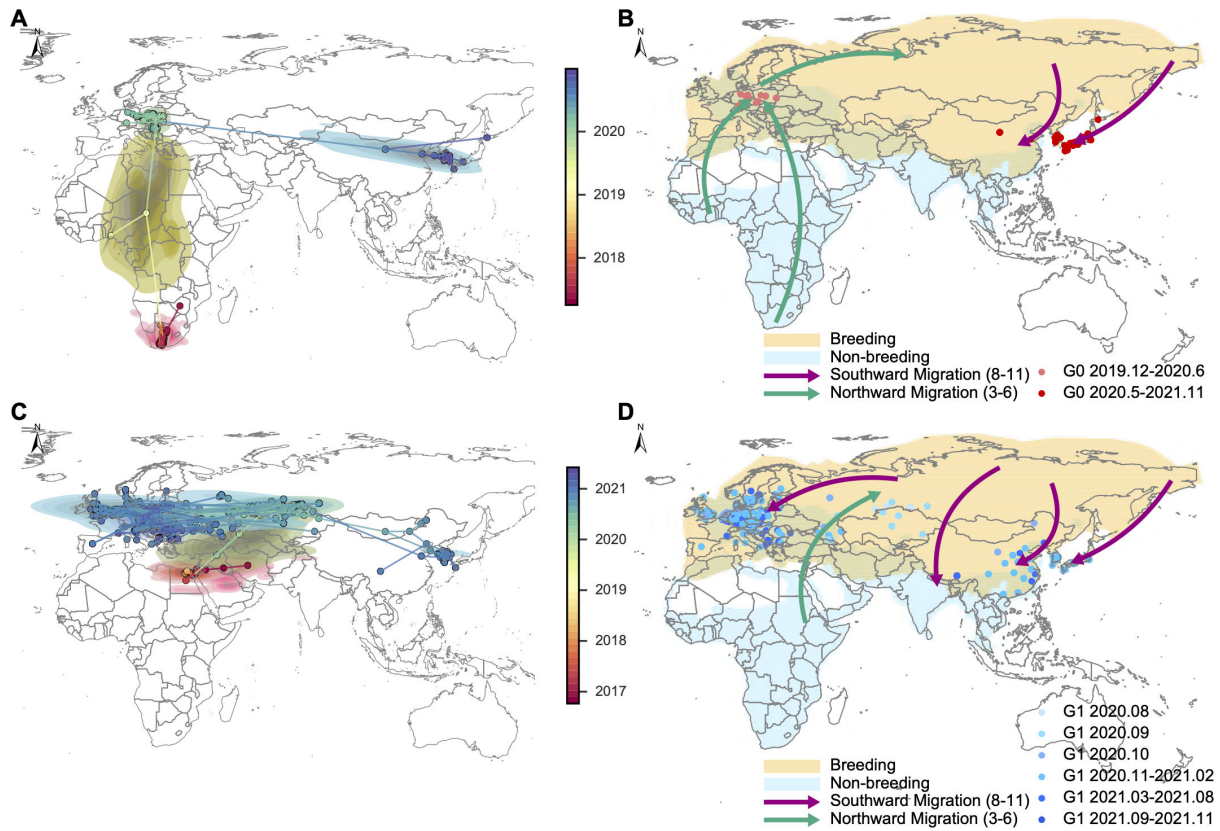 A
N
2020
2019
2018
B
N
Breeding
Non-breeding
Southward Migration (8-11)
Northward Migration (3-6)
G0 2019.12-2020.6
G0 2020.5-2021.11
C
N
2021
2020
2019
2018
2017
D
N
G1 2020.08
G1 2020.09
G1 2020.10
G1 2020.11-2021.02
G1 2021.03-2021.08
G1 2021.09-2021.11
Breeding
Non-breeding
Southward Migration (8-11)
Northward Migration (3-6)